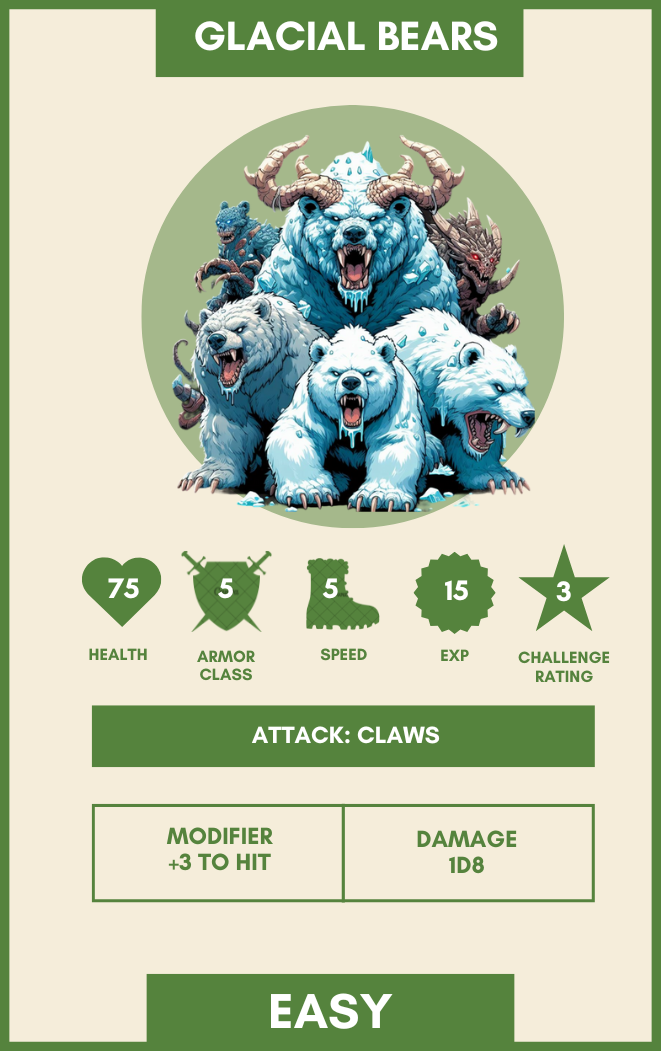 GLACIAL BEARS
75
5
5
15
3
HEALTH
ARMOR
CLASS
SPEED
EXP
CHALLENGE
RATING
ATTACK: CLAWS
MODIFIER
+3 TO HIT
DAMAGE
1D8
EASY